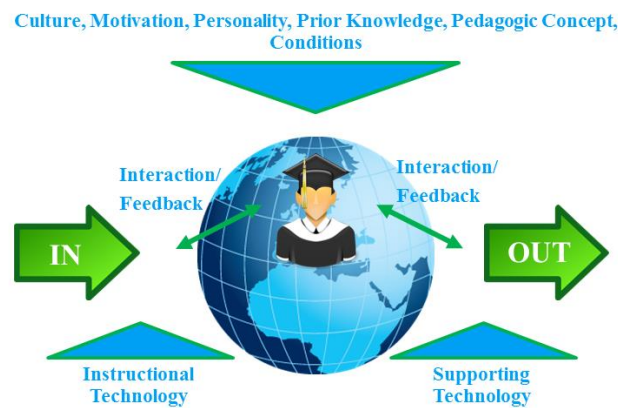 Culture, Motivation, Personality, Prior Knowledge, Pedagogic Concept,
Conditions
Interaction/
Feedback
Interaction/
Feedback
IN
OUT
Instructional
Technology
Supporting
Technology